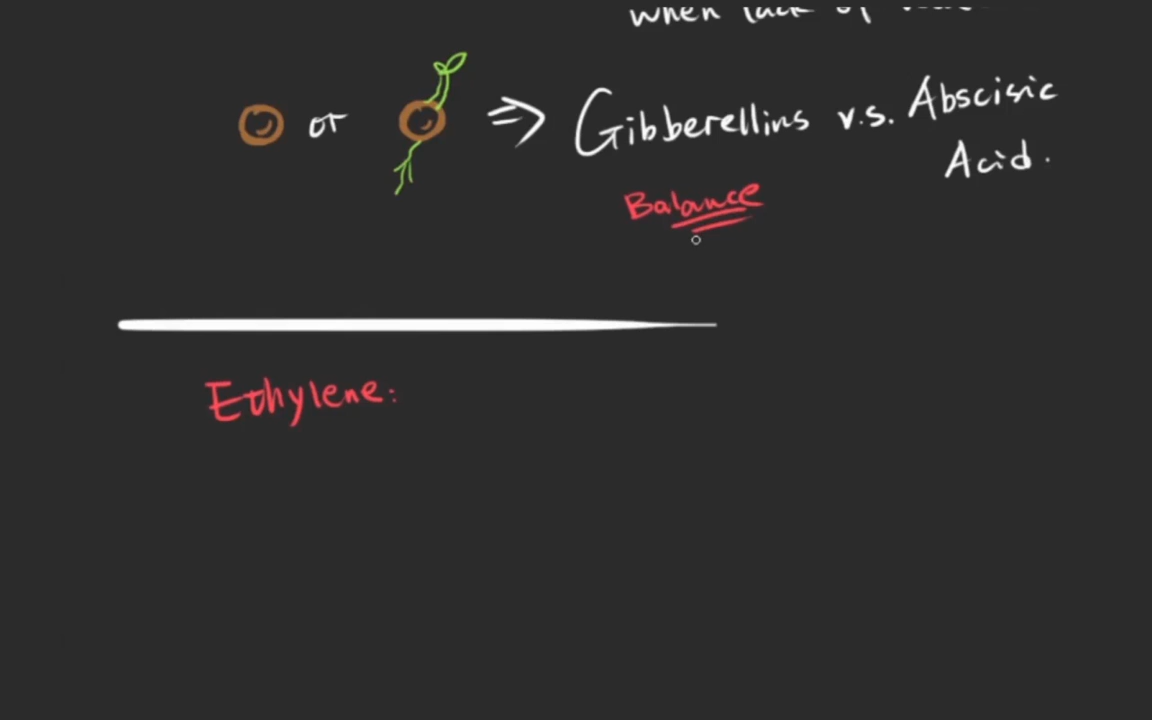 when lack of
or ⇒ Gibberellins v.s. Abscisic
Acid.
Balance
Ethylene: